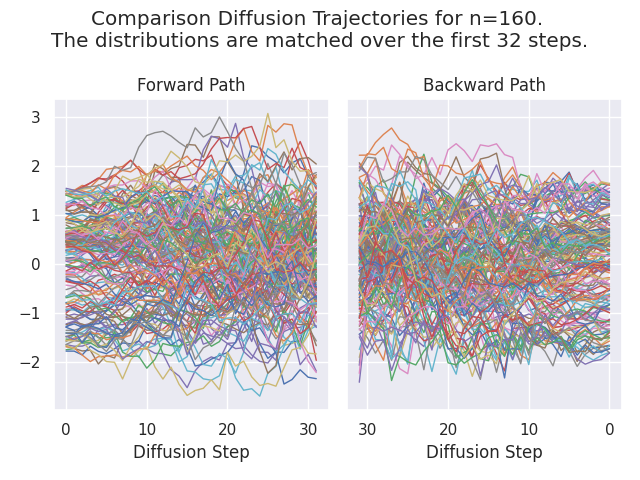 Comparison Diffusion Trajectories for n=160.
The distributions are matched over the first 32 steps.
Forward Path
Backward Path
3
2
1
0
−1
−2
0 10 20 30
30 20 10 0
Diffusion Step
Diffusion Step